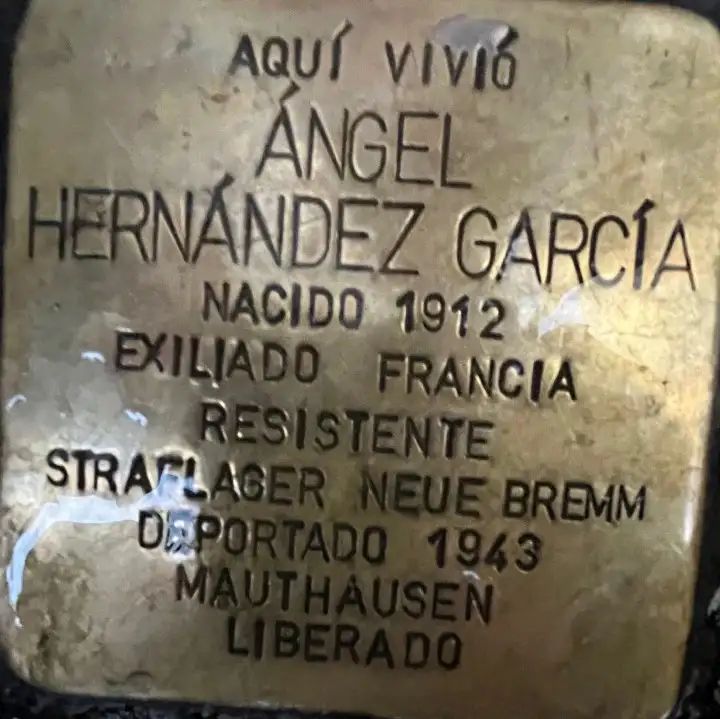 AQUÍ VIVIÓ
ÁNGEL
HERNÁNDEZ GARCÍA
NACIDO 1912
EXILIADO FRANCIA
RESISTENTE
STRAFLAGER NEUE BREMM
DEPORTADO 1943
MAUTHAUSEN
LIBERADO